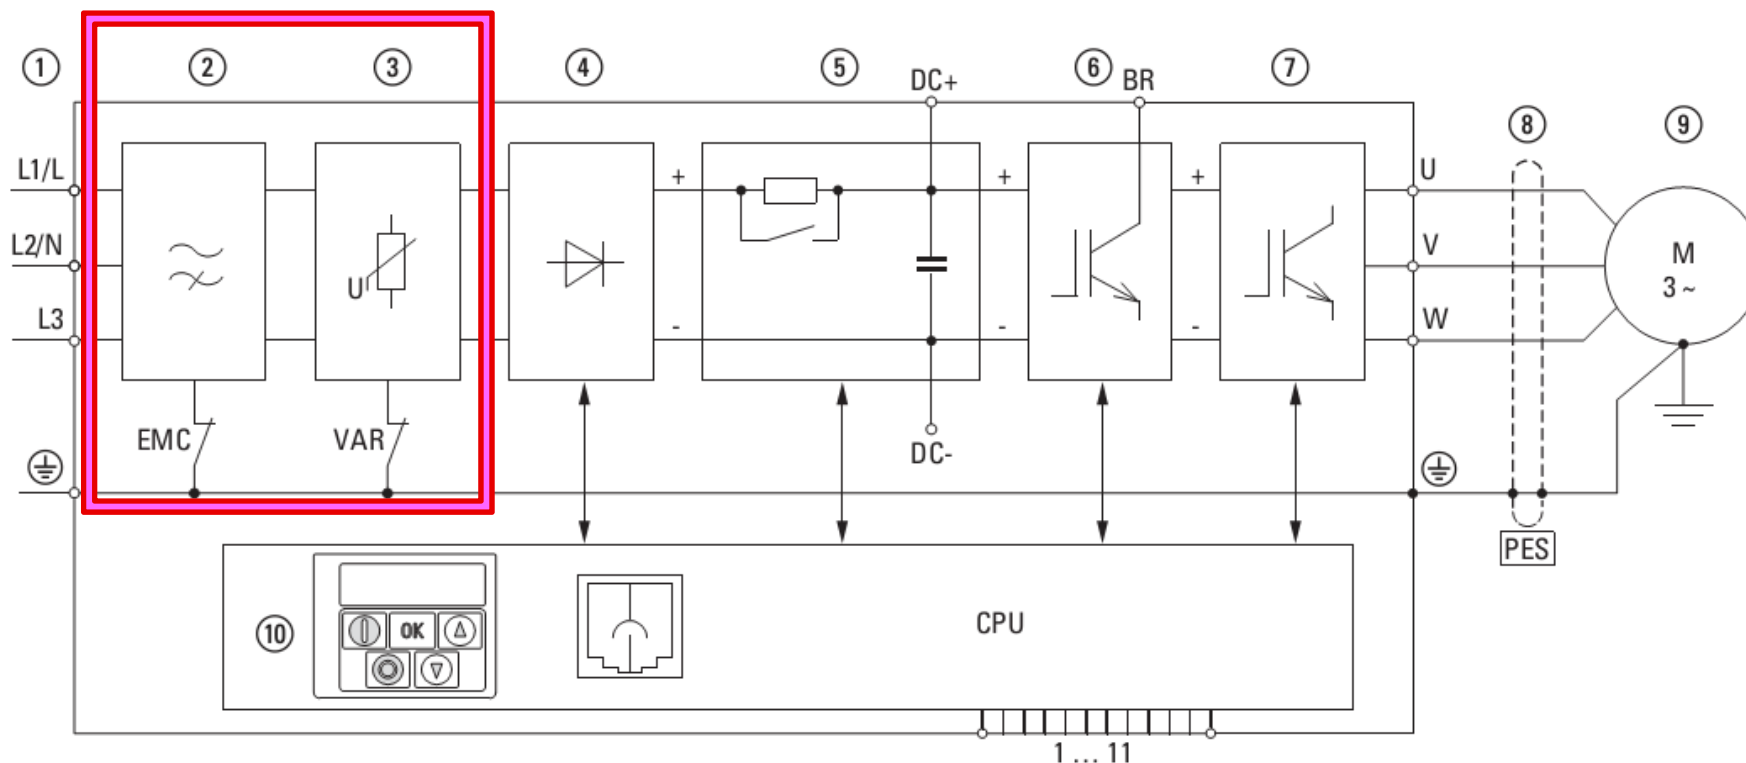 ① ② ③ ④ ⑤ DC+ ⑥ BR ⑦
⑧ ⑨
L1/L + + + U
L2/N U V M
3 ~
L3 - - - W
EMC VAR DC-
PES
⑩ OK CPU
1 ... 11